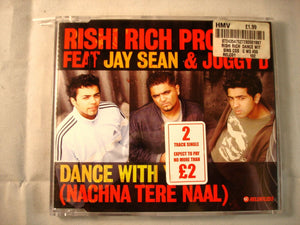 RISHI RICH PRO
HMV
£1.99
FEAT JAY SEAN & JUGGY D
2
TRACK SINGLE
EXPECT TO PAY
NO MORE THAN
£2
DANCE WITH
(NACHNA TERE NAAL)